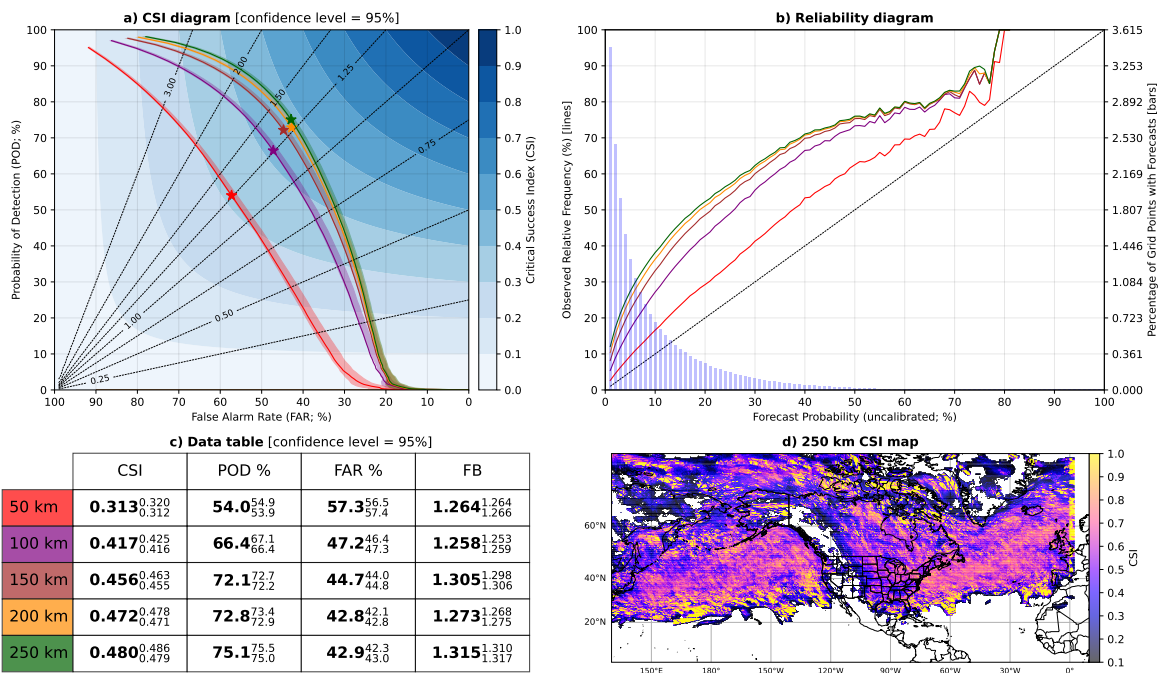 a) CSI diagram [confidence level = 95%]
100
90
80
70
60
50
40
30
20
10
0
Probability of Detection (POD; %)
3.00
2.00
1.50
1.25
0.75
1.00
0.50
0.25
100 90 80 70 60 50 40 30 20 10 0
False Alarm Rate (FAR; %)
1.0
0.9
0.8
0.7
0.6
0.5
0.4
0.3
0.2
0.1
0.0
Critical Success Index (CSI)
b) Reliability diagram
100
90
80
70
60
50
40
30
20
10
0
Observed Relative Frequency (%) [lines]
0 10 20 30 40 50 60 70 80 90 100
Forecast Probability (uncalibrated; %)
3.615
3.253
2.892
2.530
2.169
1.807
1.446
1.084
0.723
0.361
0.000
Percentage of Grid Points with Forecasts [bars]
c) Data table [confidence level = 95%]
CSI POD % FAR % FB
50 km 0.313 0.320 0.312 54.0 54.9 53.9 57.3 56.5 57.4 1.264 1.264 1.266
100 km 0.417 0.425 0.416 66.4 67.1 66.4 47.2 46.4 47.3 1.258 1.253 1.259
150 km 0.456 0.463 0.455 72.1 72.7 72.2 44.7 44.0 44.8 1.305 1.298 1.306
200 km 0.472 0.478 0.471 72.8 73.4 72.9 42.8 42.1 42.8 1.273 1.268 1.275
250 km 0.480 0.486 0.479 75.1 75.5 75.0 42.9 42.3 43.0 1.315 1.310 1.317
d) 250 km CSI map
60°N
40°N
20°N
150°W 120° 90°W 60°W 30°W 0°
1.0
0.9
0.8
0.7
0.6
0.5
0.4
0.3
0.2
0.1
CSI